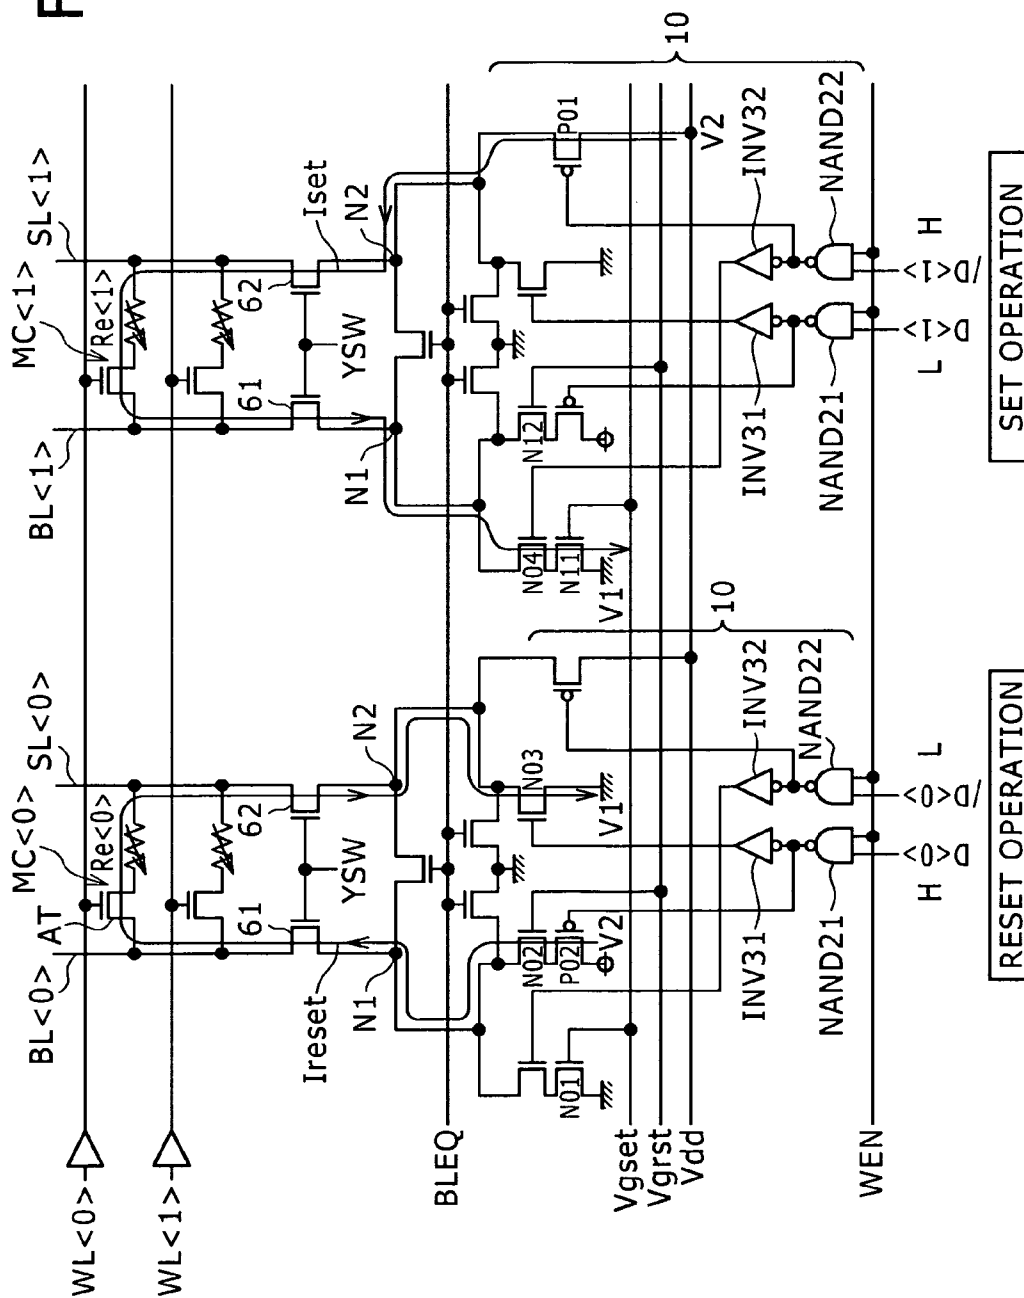 F
WL<0>
WL<1>
BL<0>
AT
MC<0>
Re<0>
SL<0>
61
62
YSW
Ireset
N1
N2
BLEQ
N01
N02
P02
V2
N03
V1
Vgset
Vgrst
Vdd
INV31
INV32
NAND21
NAND22
10
WEN
H
D<0>
/D<0>
L
RESET OPERATION
BL<1>
MC<1>
Re<1>
SL<1>
61
62
YSW
Iset
N1
N2
N04
N11
V1
N12
P01
V2
10
INV31
INV32
NAND21
NAND22
L
D<1>
/D<1>
H
SET OPERATION